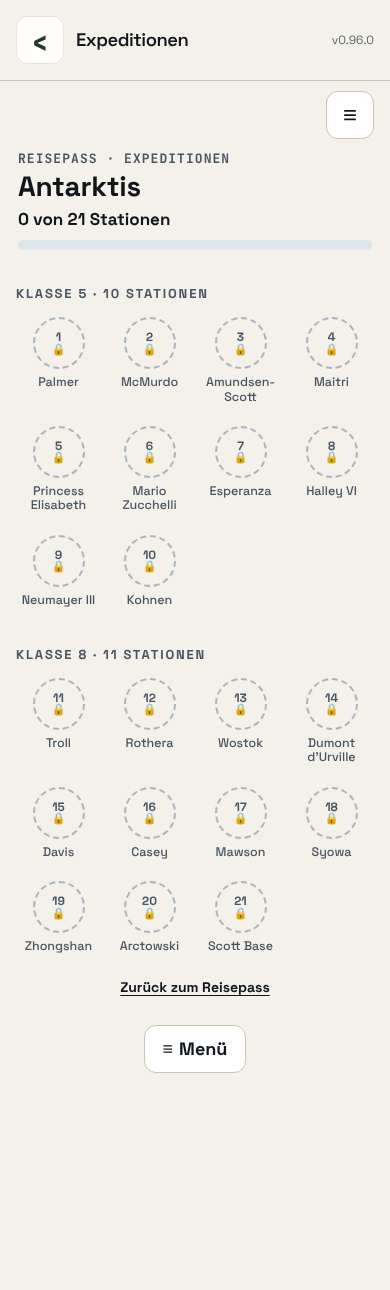 Expeditionen
v0.96.0
REISEPASS · EXPEDITIONEN
Antarktis
0 von 21 Stationen
KLASSE 5 · 10 STATIONEN
1 2 3 4
Palmer McMurdo Amundsen-Scott Maitri
5 6 7 8
Princess Elisabeth Mario Zucchelli Esperanza Halley VI
9 10
Neumayer III Kohnen
KLASSE 8 · 11 STATIONEN
11 12 13 14
Troll Rothera Wostok Dumont d'Urville
15 16 17 18
Davis Casey Mawson Syowa
19 20 21
Zhongshan Arctowski Scott Base
Zurück zum Reisepass
≡ Menü